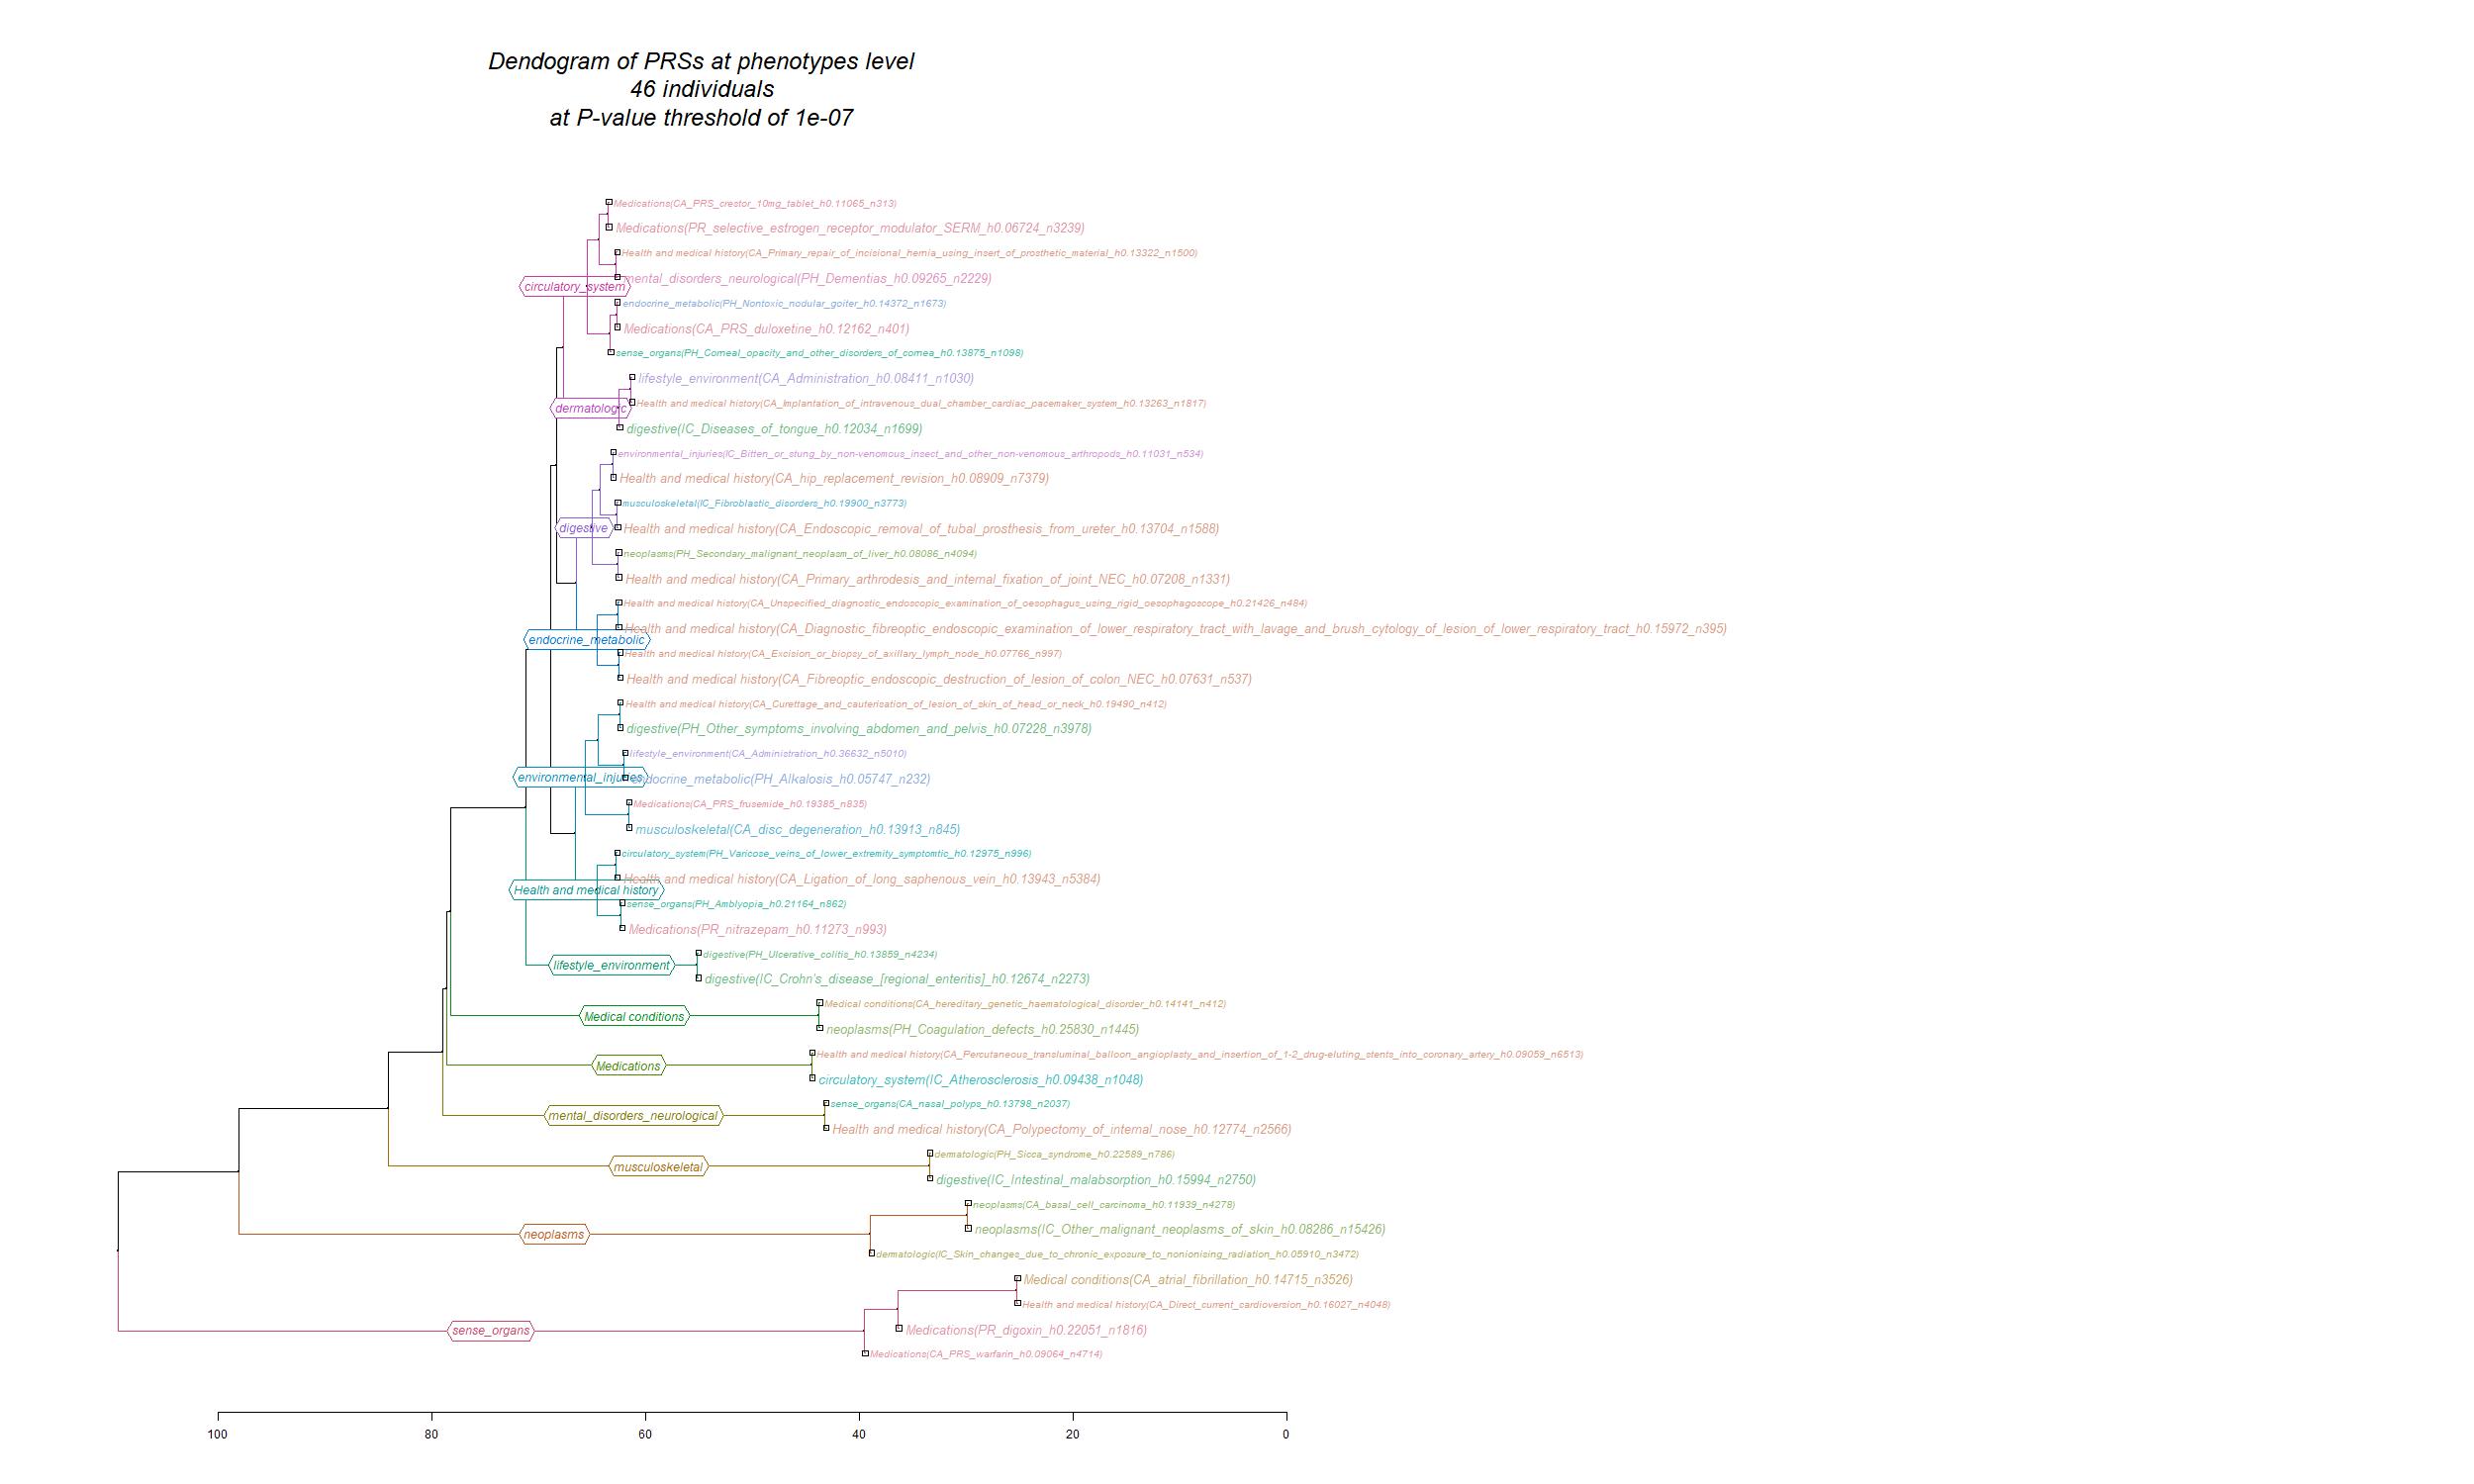 Dendogram of PRSs at phenotypes level
46 individuals
at P-value threshold of 1e-07
Medications(CA_PRS_crestor_10mg_tablet_h0.11065_n313)
Medications(PR_selective_estrogen_receptor_modulator_SERM_h0.06724_n3239)
Health and medical history(CA_Primary_repair_of_incisional_hernia_using_insert_of_prosthetic_material_h0.13322_n1500)
mental_disorders_neurological(PH_Dementias_h0.09265_n2229)
circulatory_system
endocrine_metabolic(PH_Nontoxic_nodular_goiter_h0.14372_n1673)
Medications(CA_PRS_duloxetine_h0.12162_n401)
sense_organs(PH_Corneal_opacity_and_other_disorders_of_cornea_h0.13875_n1098)
lifestyle_environment(CA_Administration_h0.08411_n1030)
Health and medical history(CA_Implantation_of_intravenous_dual_chamber_cardiac_pacemaker_system_h0.13263_n1817)
dermatologic
digestive(IC_Diseases_of_tongue_h0.12034_n1699)
environmental_injuries(IC_Bitten_or_stung_by_non-venomous_insect_and_other_non-venomous_arthropods_h0.11031_n534)
Health and medical history(CA_hip_replacement_revision_h0.08909_n7379)
musculoskeletal(IC_Fibroblastic_disorders_h0.19900_n3773)
digestive
Health and medical history(CA_Endoscopic_removal_of_tubal_prosthesis_from_ureter_h0.13704_n1588)
neoplasms(PH_Secondary_malignant_neoplasm_of_liver_h0.08086_n4094)
Health and medical history(CA_Primary_arthrodesis_and_internal_fixation_of_joint_NEC_h0.07208_n1331)
Health and medical history(CA_Unspecified_diagnostic_endoscopic_examination_of_oesophagus_using_rigid_oesophagoscope_h0.21426_n484)
Health and medical history(CA_Diagnostic_fibreoptic_endoscopic_examination_of_lower_respiratory_tract_with_lavage_and_brush_cytology_of_lesion_of_lower_respiratory_tract_h0.15972_n395)
endocrine_metabolic
Health and medical history(CA_Excision_or_biopsy_of_axillary_lymph_node_h0.07766_n997)
Health and medical history(CA_Fibreoptic_endoscopic_destruction_of_lesion_of_colon_NEC_h0.07631_n537)
Health and medical history(CA_Curettage_and_cauterisation_of_lesion_of_skin_of_head_or_neck_h0.19490_n412)
digestive(PH_Other_symptoms_involving_abdomen_and_pelvis_h0.07228_n3978)
lifestyle_environment(CA_Administration_h0.36632_n5010)
environmental_injuries
endocrine_metabolic(PH_Alkalosis_h0.05747_n232)
Medications(CA_PRS_frusemide_h0.19385_n835)
musculoskeletal(CA_disc_degeneration_h0.13913_n845)
circulatory_system(PH_Varicose_veins_of_lower_extremity_symptomtic_h0.12975_n996)
Health and medical history(CA_Ligation_of_long_saphenous_vein_h0.13943_n5384)
Health and medical history
sense_organs(PH_Amblyopia_h0.21164_n862)
Medications(PR_nitrazepam_h0.11273_n993)
digestive(PH_Ulcerative_colitis_h0.13859_n4234)
lifestyle_environment
digestive(IC_Crohn's_disease_[regional_enteritis]_h0.12674_n2273)
Medical conditions(CA_hereditary_genetic_haematological_disorder_h0.14141_n412)
Medical conditions
neoplasms(PH_Coagulation_defects_h0.25830_n1445)
Health and medical history(CA_Percutaneous_transluminal_balloon_angioplasty_and_insertion_of_1-2_drug-eluting_stents_into_coronary_artery_h0.09059_n6513)
Medications
circulatory_system(IC_Atherosclerosis_h0.09438_n1048)
sense_organs(CA_nasal_polyps_h0.13798_n2037)
mental_disorders_neurological
Health and medical history(CA_Polypectomy_of_internal_nose_h0.12774_n2566)
dermatologic(PH_Sicca_syndrome_h0.22589_n786)
musculoskeletal
digestive(IC_Intestinal_malabsorption_h0.15994_n2750)
neoplasms(CA_basal_cell_carcinoma_h0.11939_n4278)
neoplasms(IC_Other_malignant_neoplasms_of_skin_h0.08286_n15426)
neoplasms
dermatologic(IC_Skin_changes_due_to_chronic_exposure_to_nonionising_radiation_h0.05910_n3472)
Medical conditions(CA_atrial_fibrillation_h0.14715_n3526)
Health and medical history(CA_Direct_current_cardioversion_h0.16027_n4048)
sense_organs
Medications(PR_digoxin_h0.22051_n1816)
Medications(CA_PRS_warfarin_h0.09064_n4714)
100 80 60 40 20 0